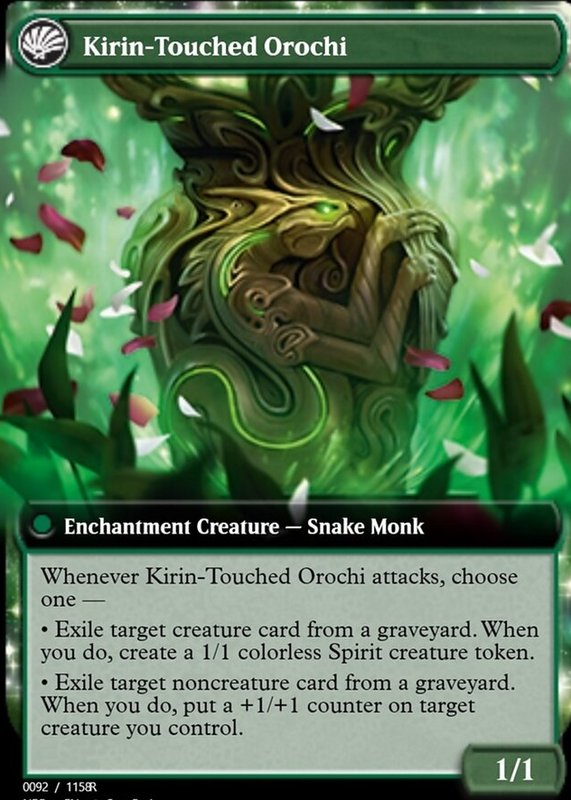 Kirin-Touched Orochi
Enchantment Creature — Snake Monk
Whenever Kirin-Touched Orochi attacks, choose
one —
• Exile target creature card from a graveyard. When
you do, create a 1/1 colorless Spirit creature token.
• Exile target noncreature card from a graveyard.
When you do, put a +1/+1 counter on target
creature you control.
1/1
0092 / 1158R